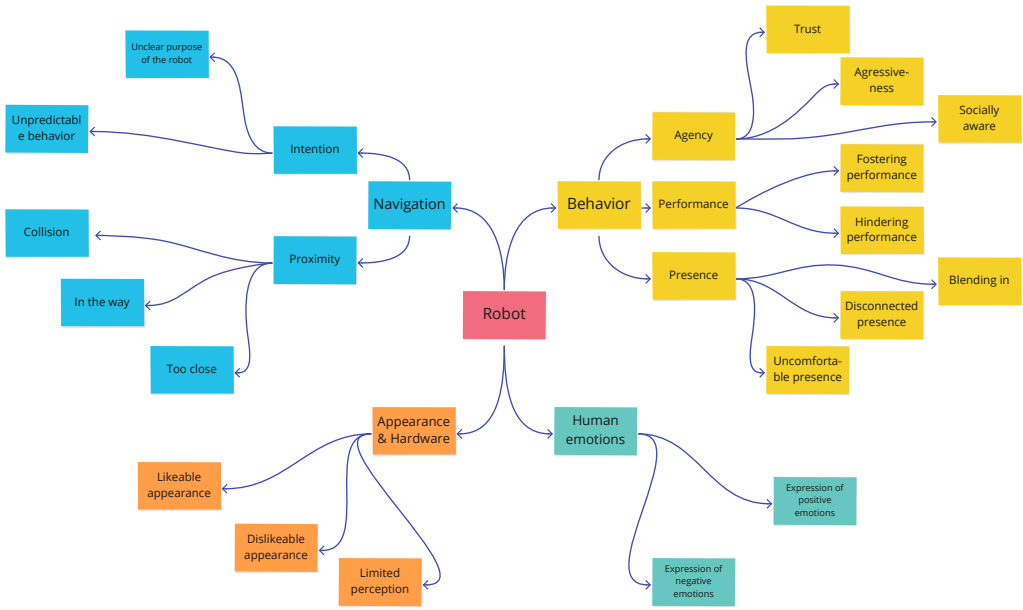 Unclear purpose
of the robot
Unpredictabl
e behavior
Intention
Navigation
Collision
Proximity
In the way
Too close
Robot
Trust
Agressive-
ness
Socially
aware
Agency
Behavior
Performance
Fostering
performance
Hindering
performance
Presence
Blending in
Disconnected
presence
Uncomforta-
ble presence
Appearance
& Hardware
Likeable
appearance
Dislikeable
appearance
Limited
perception
Human
emotions
Expression of
positive
emotions
Expression of
negative
emotions